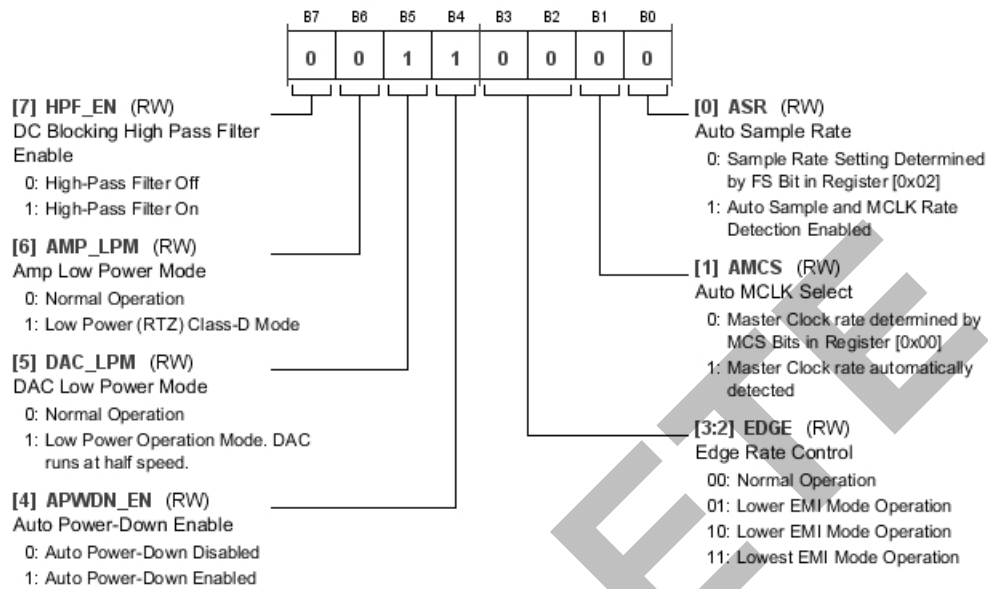 B7 B6 B5 B4 B3 B2 B1 B0
0 0 1 1 0 0 0 0
[7] HPF_EN (RW)
DC Blocking High Pass Filter
Enable
0: High-Pass Filter Off
1: High-Pass Filter On
[6] AMP_LPM (RW)
Amp Low Power Mode
0: Normal Operation
1: Low Power (RTZ) Class-D Mode
[5] DAC_LPM (RW)
DAC Low Power Mode
0: Normal Operation
1: Low Power Operation Mode. DAC
runs at half speed.
[4] APWDN_EN (RW)
Auto Power-Down Enable
0: Auto Power-Down Disabled
1: Auto Power-Down Enabled
[0] ASR (RW)
Auto Sample Rate
0: Sample Rate Setting Determined
by FS Bit in Register [0x02]
1: Auto Sample and MCLK Rate
Detection Enabled
[1] AMCS (RW)
Auto MCLK Select
0: Master Clock rate determined by
MCS Bits in Register [0x00]
1: Master Clock rate automatically
detected
[3:2] EDGE (RW)
Edge Rate Control
00: Normal Operation
01: Lower EMI Mode Operation
10: Lower EMI Mode Operation
11: Lowest EMI Mode Operation
ETE